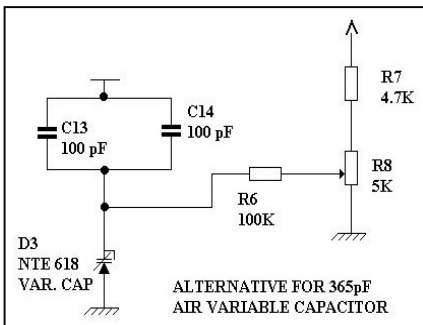 C13
100 pF
C14
100 pF
R7
4.7K
R8
5K
R6
100K
D3
NTE 618
VAR. CAP
ALTERNATIVE FOR 365pF
AIR VARIABLE CAPACITOR